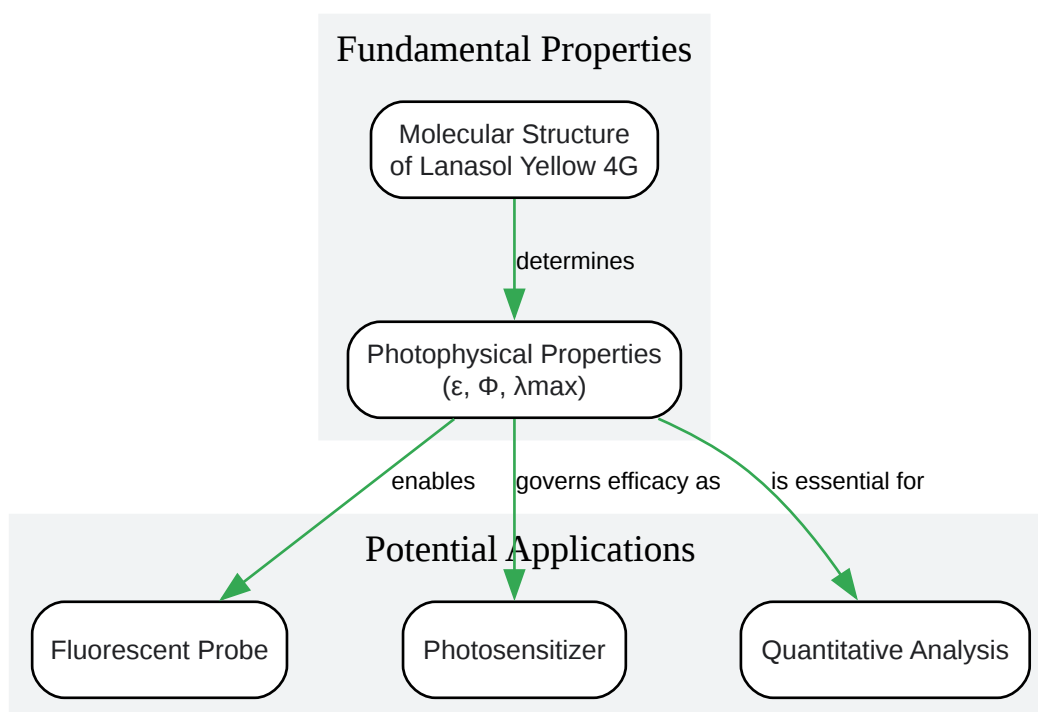 Fundamental Properties
Molecular Structure
of Lanasol Yellow 4G
determines
Photophysical Properties
(ε, Φ, λmax)
enables
governs efficacy as
is essential for
Potential Applications
Fluorescent Probe
Photosensitizer
Quantitative Analysis